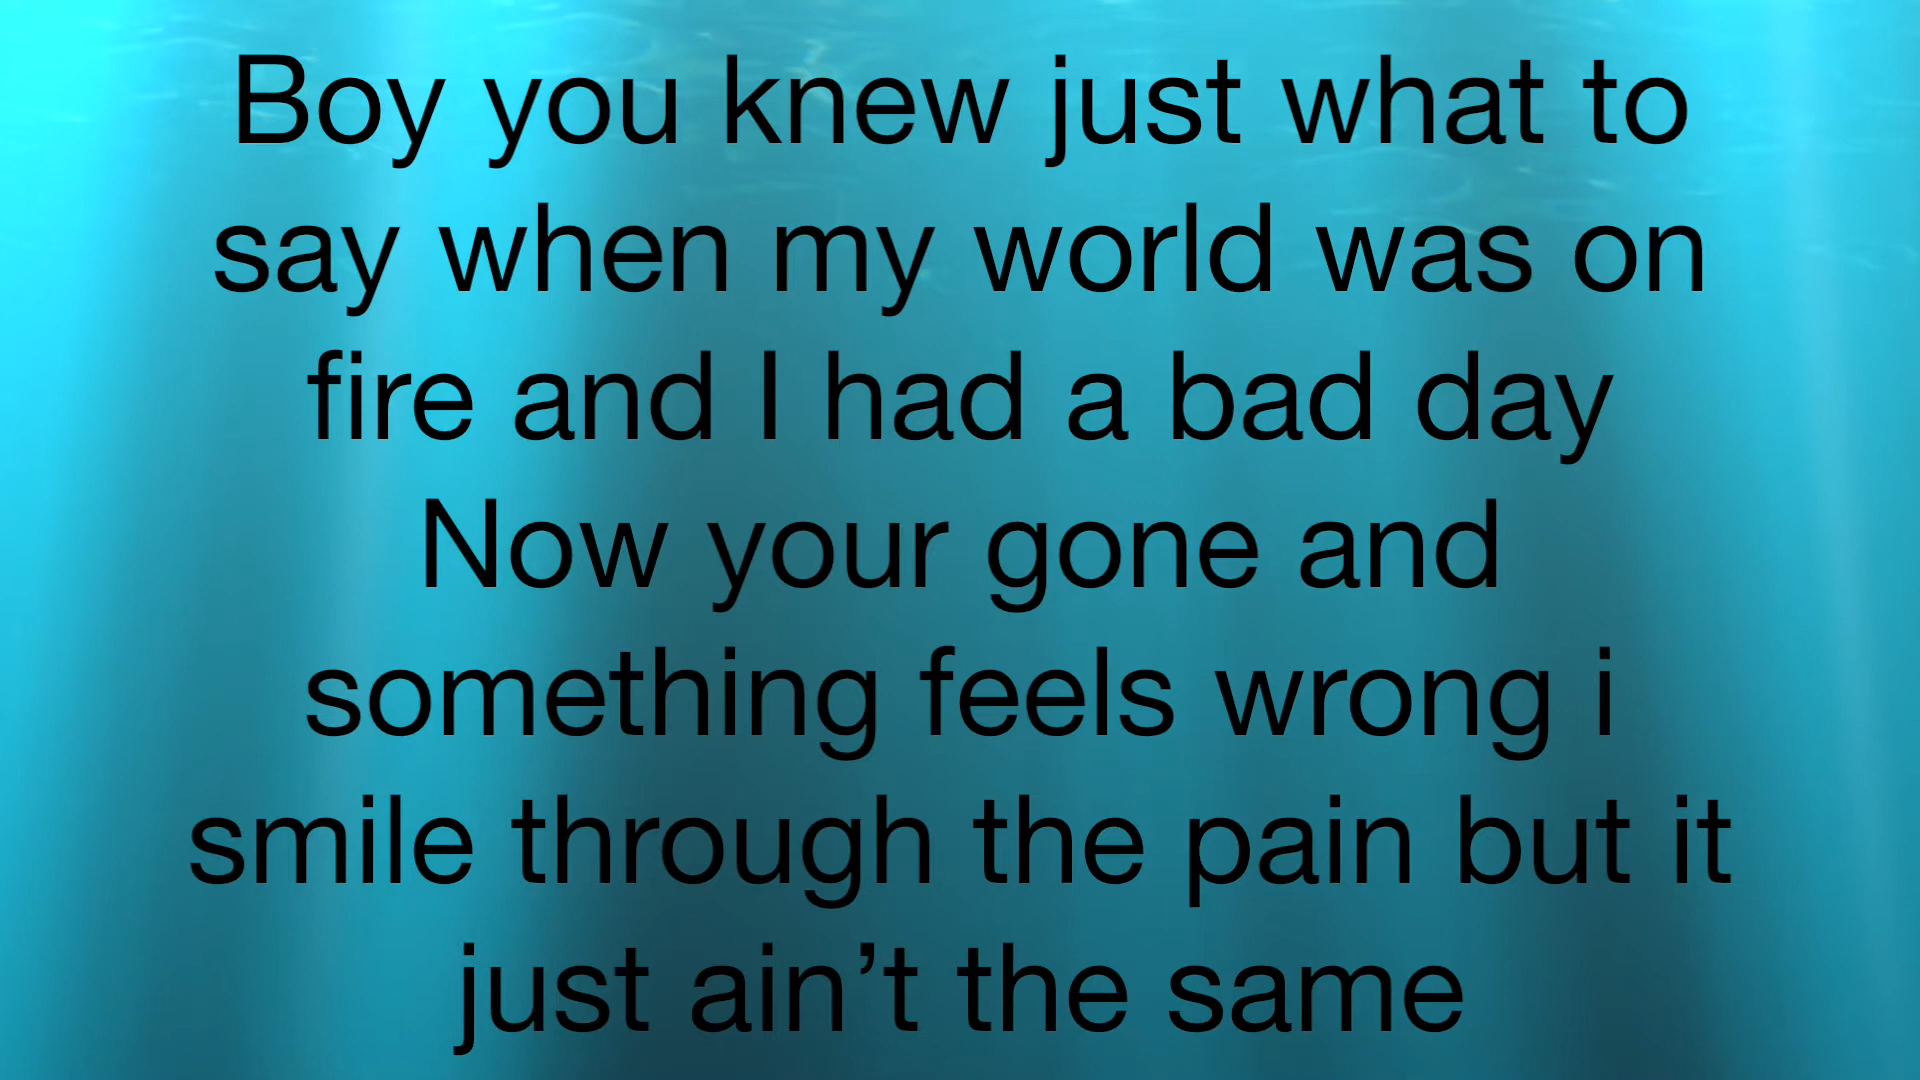 Boy you knew just what to
say when my world was on
fire and I had a bad day
Now your gone and
something feels wrong i
smile through the pain but it
just ain’t the same